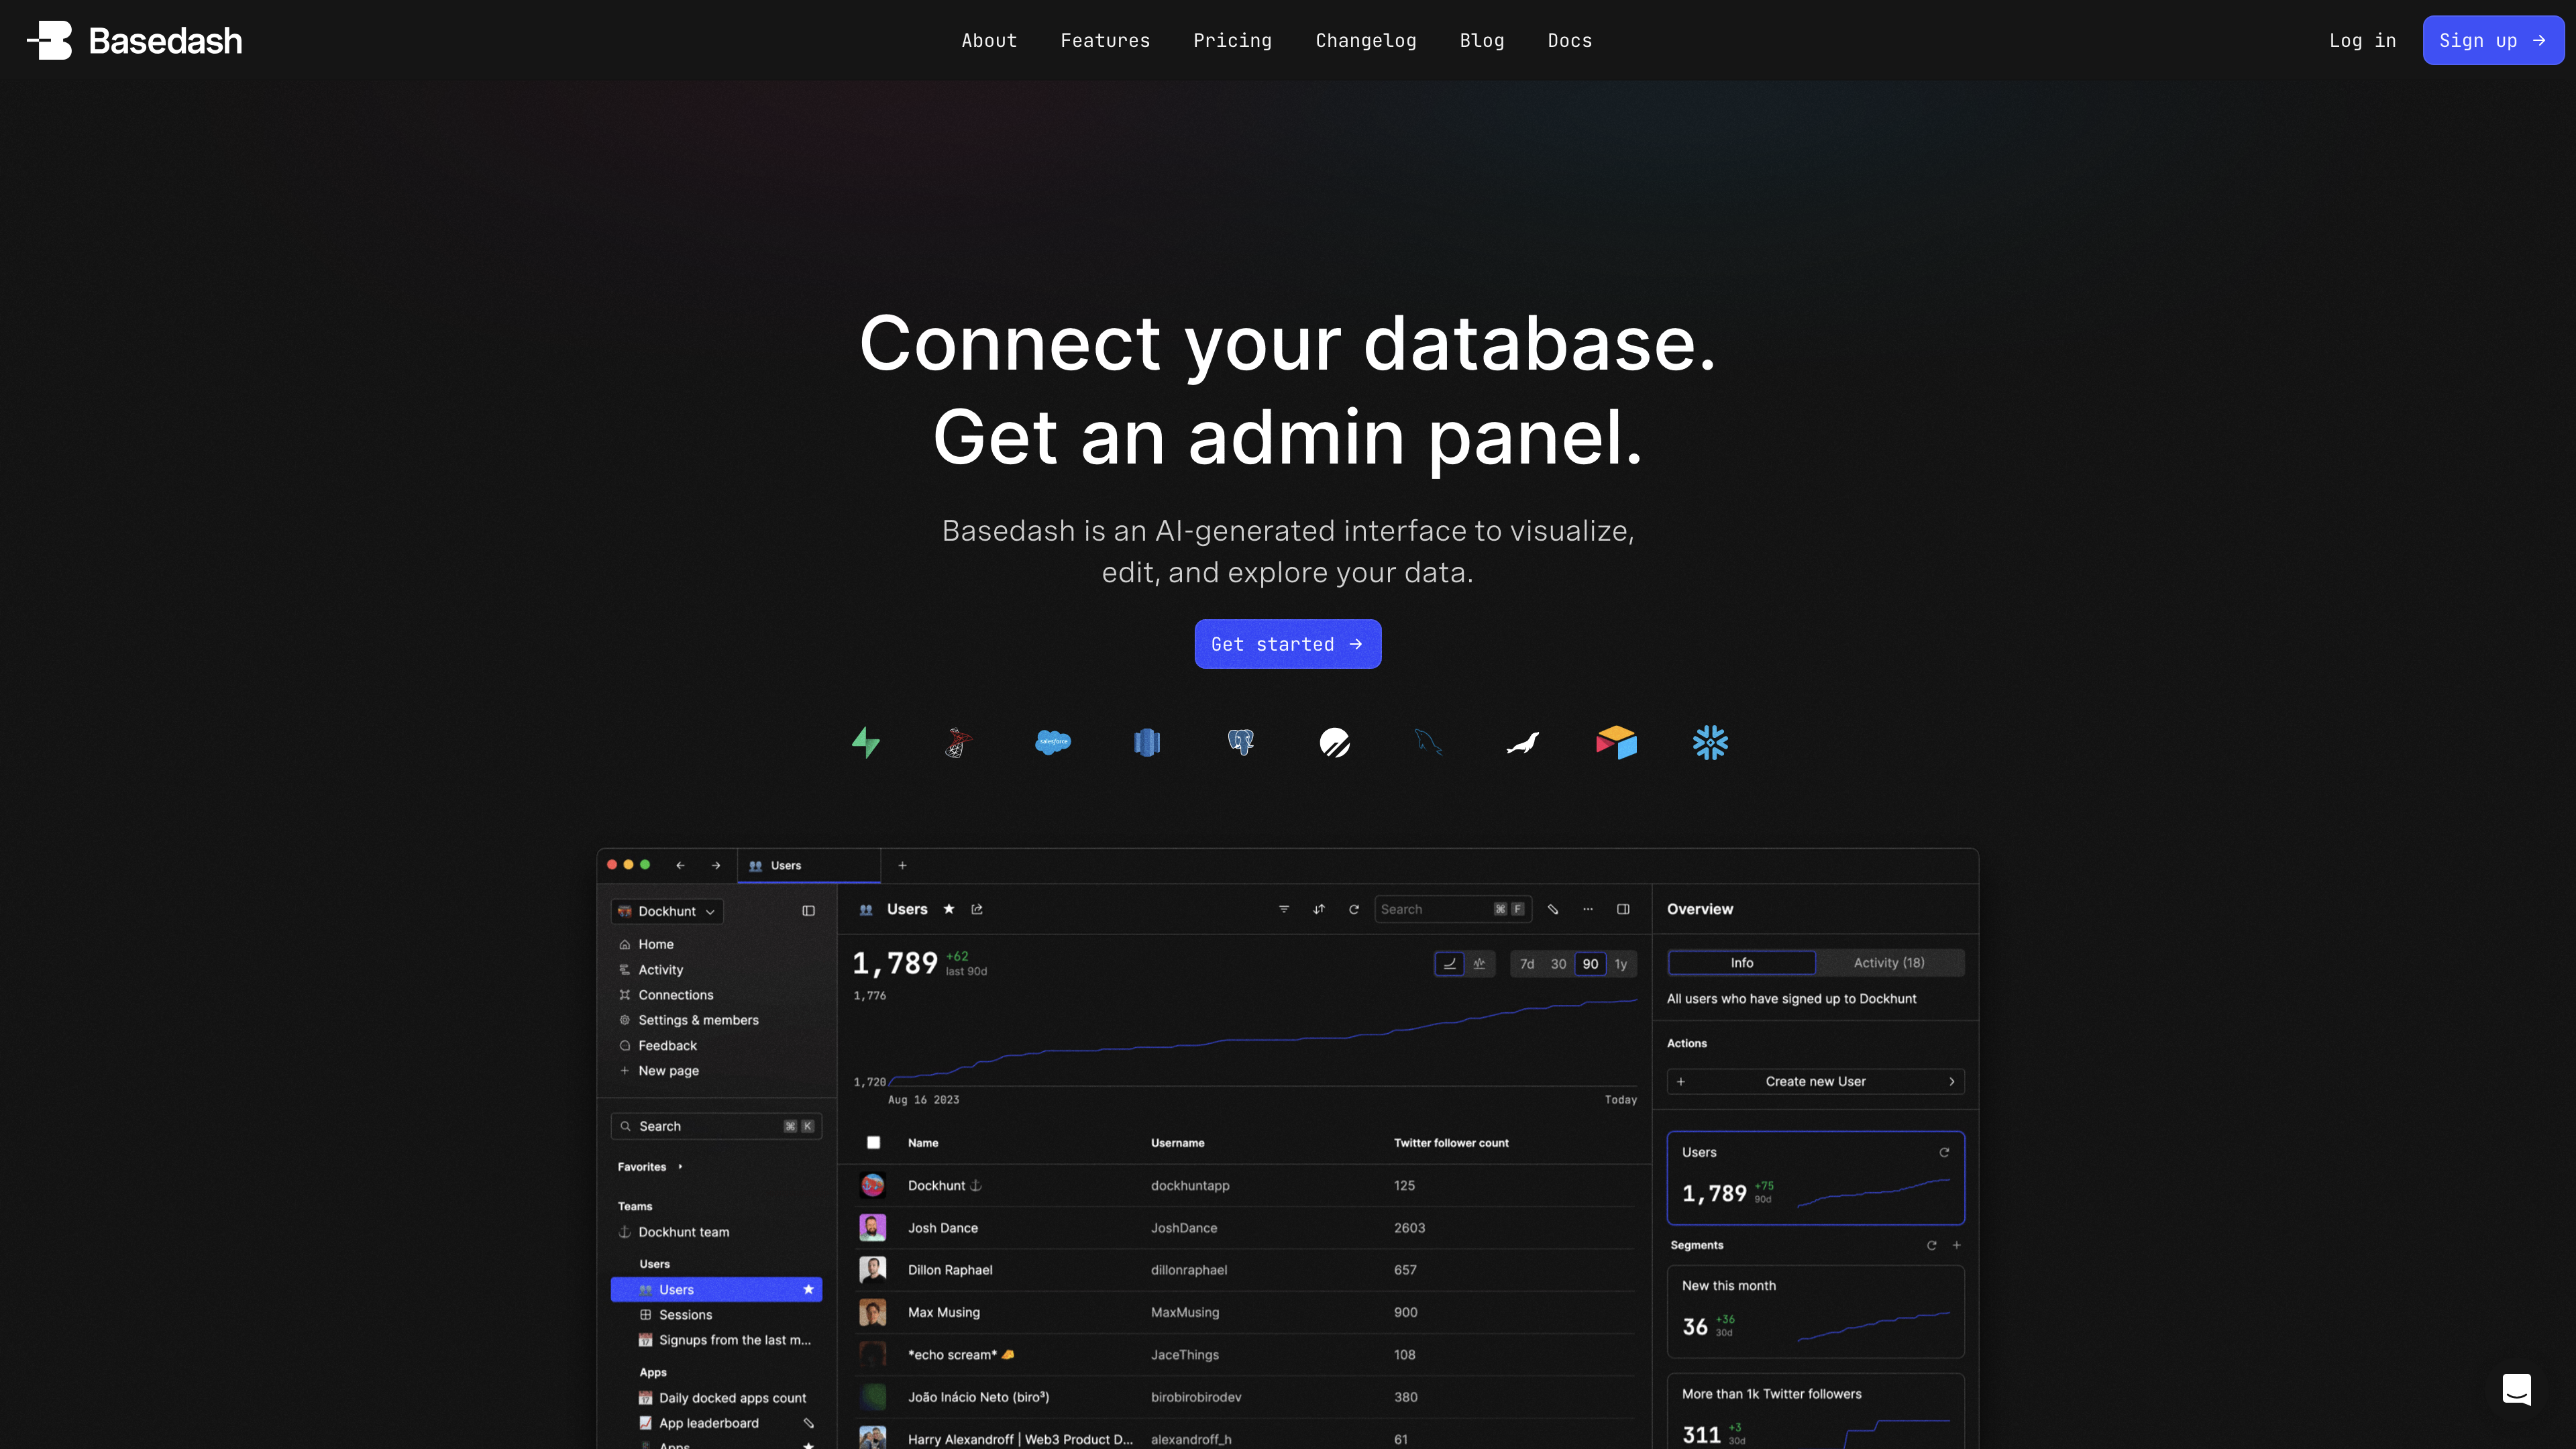 Basedash
About
Features
Pricing
Changelog
Blog
Docs
Log in
Sign up →
Connect your database.
Get an admin panel.
Basedash is an AI-generated interface to visualize,
edit, and explore your data.
Get started →
salesforce
Users
Dockhunt
Home
Activity
Connections
Settings & members
Feedback
New page
Search ⌘ K
Favorites
Teams
Dockhunt team
Users
Users
Sessions
Signups from the last m...
Apps
Daily docked apps count
App leaderboard
Apps
Users
Search ⌘ F
1,789 +62
last 90d
7d 30 90 1y
1,776
1,720
Aug 16 2023 Today
Name Username Twitter follower count
Dockhunt ⚓ dockhuntapp 125
Josh Dance JoshDance 2603
Dillon Raphael dillonraphael 657
Max Musing MaxMusing 900
*echo scream* JaceThings 108
João Inácio Neto (biro³) birobirobirodev 380
Harry Alexandroff | Web3 Product D... alexandroff_h 61
Overview
Info Activity (18)
All users who have signed up to Dockhunt
Actions
Create new User
Users
1,789 +75
90d
Segments
New this month
36 +36
30d
More than 1k Twitter followers
311 +3
30d